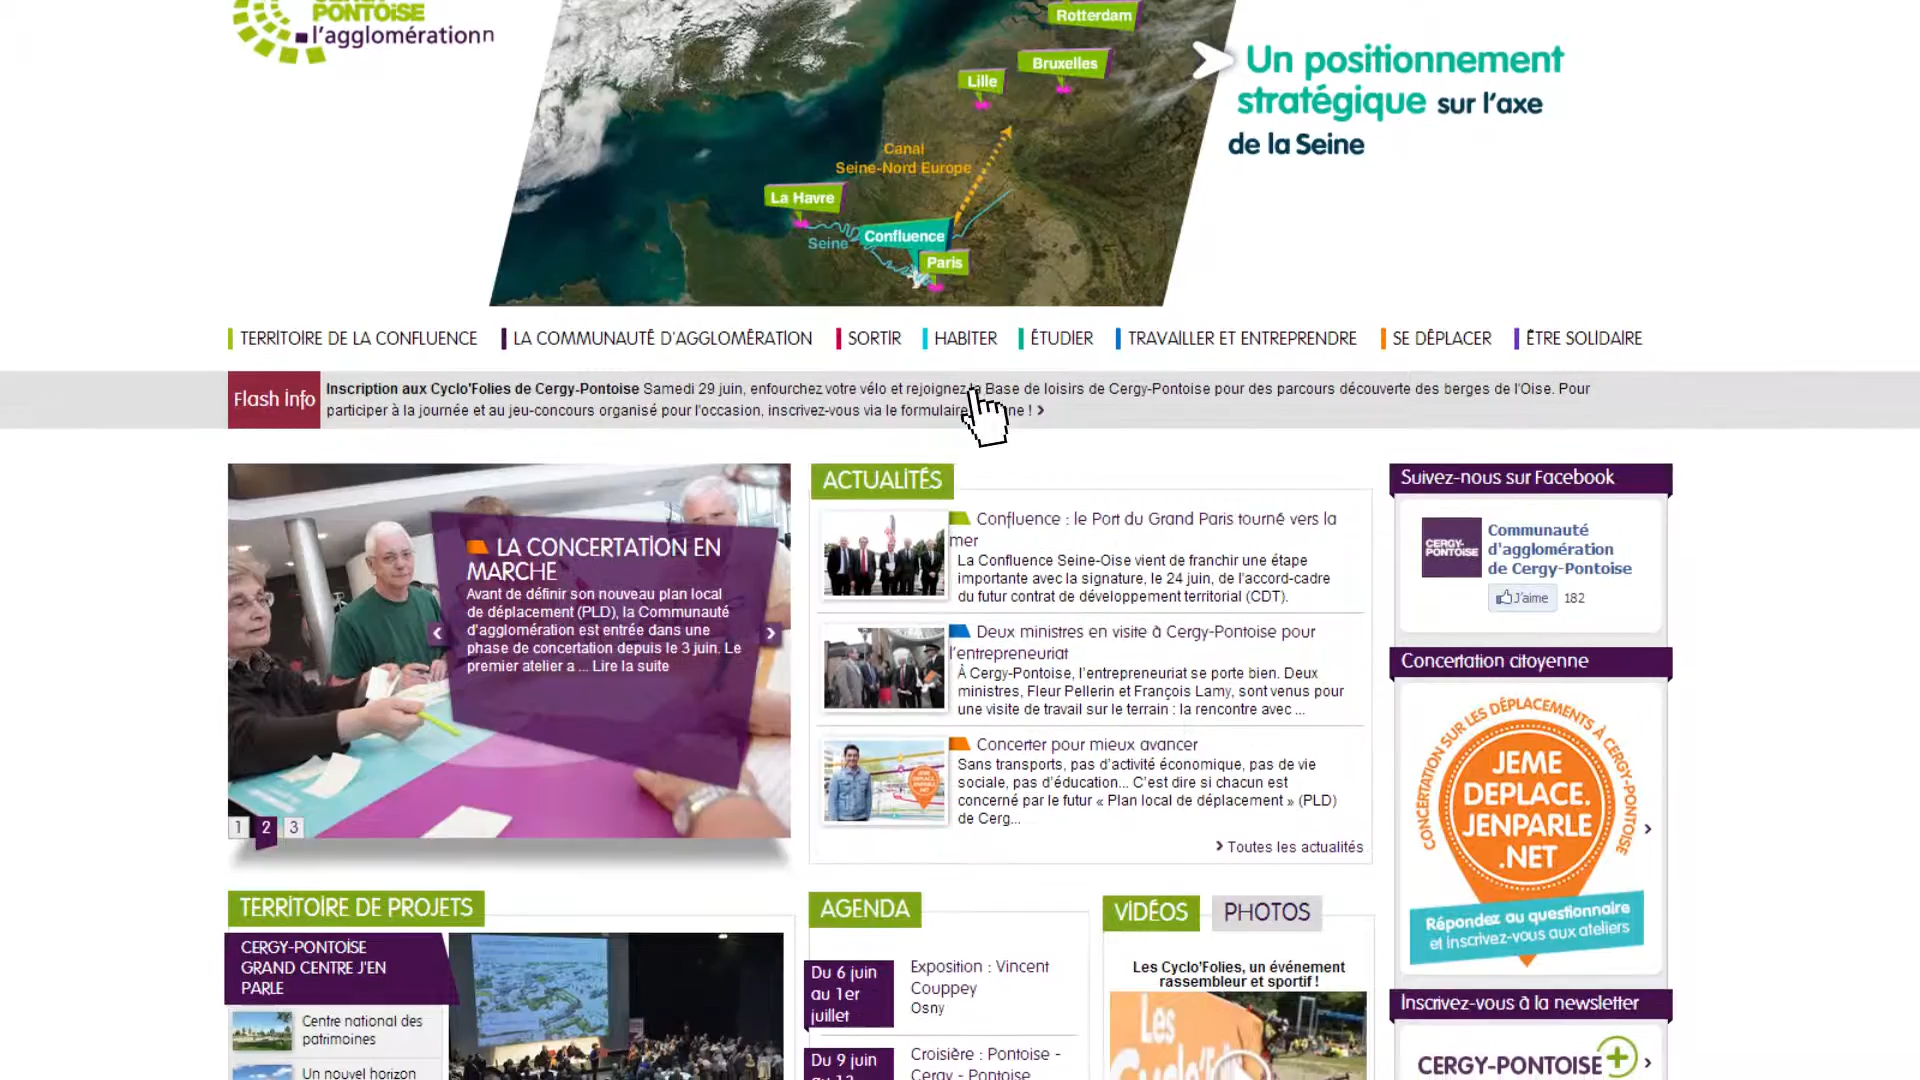 PONTOISE
l'agglomérationn
Rotterdam
Bruxelles
Lille
Canal
Seine-Nord Europe
La Havre
Seine
Confluence
Paris
Un positionnement
stratégique sur l'axe
de la Seine
TERRITOIRE DE LA CONFLUENCE
LA COMMUNAUTÉ D'AGGLOMÉRATION
SORTIR
HABITER
ÉTUDIER
TRAVAILLER ET ENTREPRENDRE
SE DÉPLACER
ÊTRE SOLIDAIRE
Flash Info
Inscription aux Cyclo'Folies de Cergy-Pontoise Samedi 29 juin, enfourchez votre vélo et rejoignez la Base de loisirs de Cergy-Pontoise pour des parcours découverte des berges de l'Oise. Pour
participer à la journée et au jeu-concours organisé pour l'occasion, inscrivez-vous via le formulaire !
LA CONCERTATION EN
MARCHE
Avant de définir son nouveau plan local
de déplacement (PLD), la Communauté
d'agglomération est entrée dans une
phase de concertation depuis le 3 juin. Le
premier atelier a ... Lire la suite
1 2 3
ACTUALITÉS
Confluence : le Port du Grand Paris tourné vers la
mer
La Confluence Seine-Oise vient de franchir une étape
importante avec la signature, le 24 juin, de l'accord-cadre
du futur contrat de développement territorial (CDT).
Deux ministres en visite à Cergy-Pontoise pour
l'entrepreneuriat
À Cergy-Pontoise, l'entrepreneuriat se porte bien. Deux
ministres, Fleur Pellerin et François Lamy, sont venus pour
une visite de travail sur le terrain : la rencontre avec ...
Concerter pour mieux avancer
Sans transports, pas d'activité économique, pas de vie
sociale, pas d'éducation... C'est dire si chacun est
concerné par le futur « Plan local de déplacement » (PLD)
de Cerg...
Toutes les actualités
Suivez-nous sur Facebook
CERGY-
PONTOISE
Communauté
d'agglomération
de Cergy-Pontoise
J'aime 182
Concertation citoyenne
CONCERTATION SUR LES DÉPLACEMENTS À CERGY-PONTOISE
JEME
DEPLACE.
JENPARLE
.NET
Répondez au questionnaire
et inscrivez-vous aux ateliers
Inscrivez-vous à la newsletter
CERGY-PONTOISE+
TERRITOIRE DE PROJETS
CERGY-PONTOISE
GRAND CENTRE J'EN
PARLE
Centre national des
patrimoines
Un nouvel horizon
AGENDA
Du 6 juin
au 1er
juillet
Exposition : Vincent
Couppey
Osny
Du 9 juin
Croisière : Pontoise -
Cergy - Pontoise
VIDÉOS
PHOTOS
Les Cyclo'Folies, un événement
rassembleur et sportif !
Les
Cyclo'F